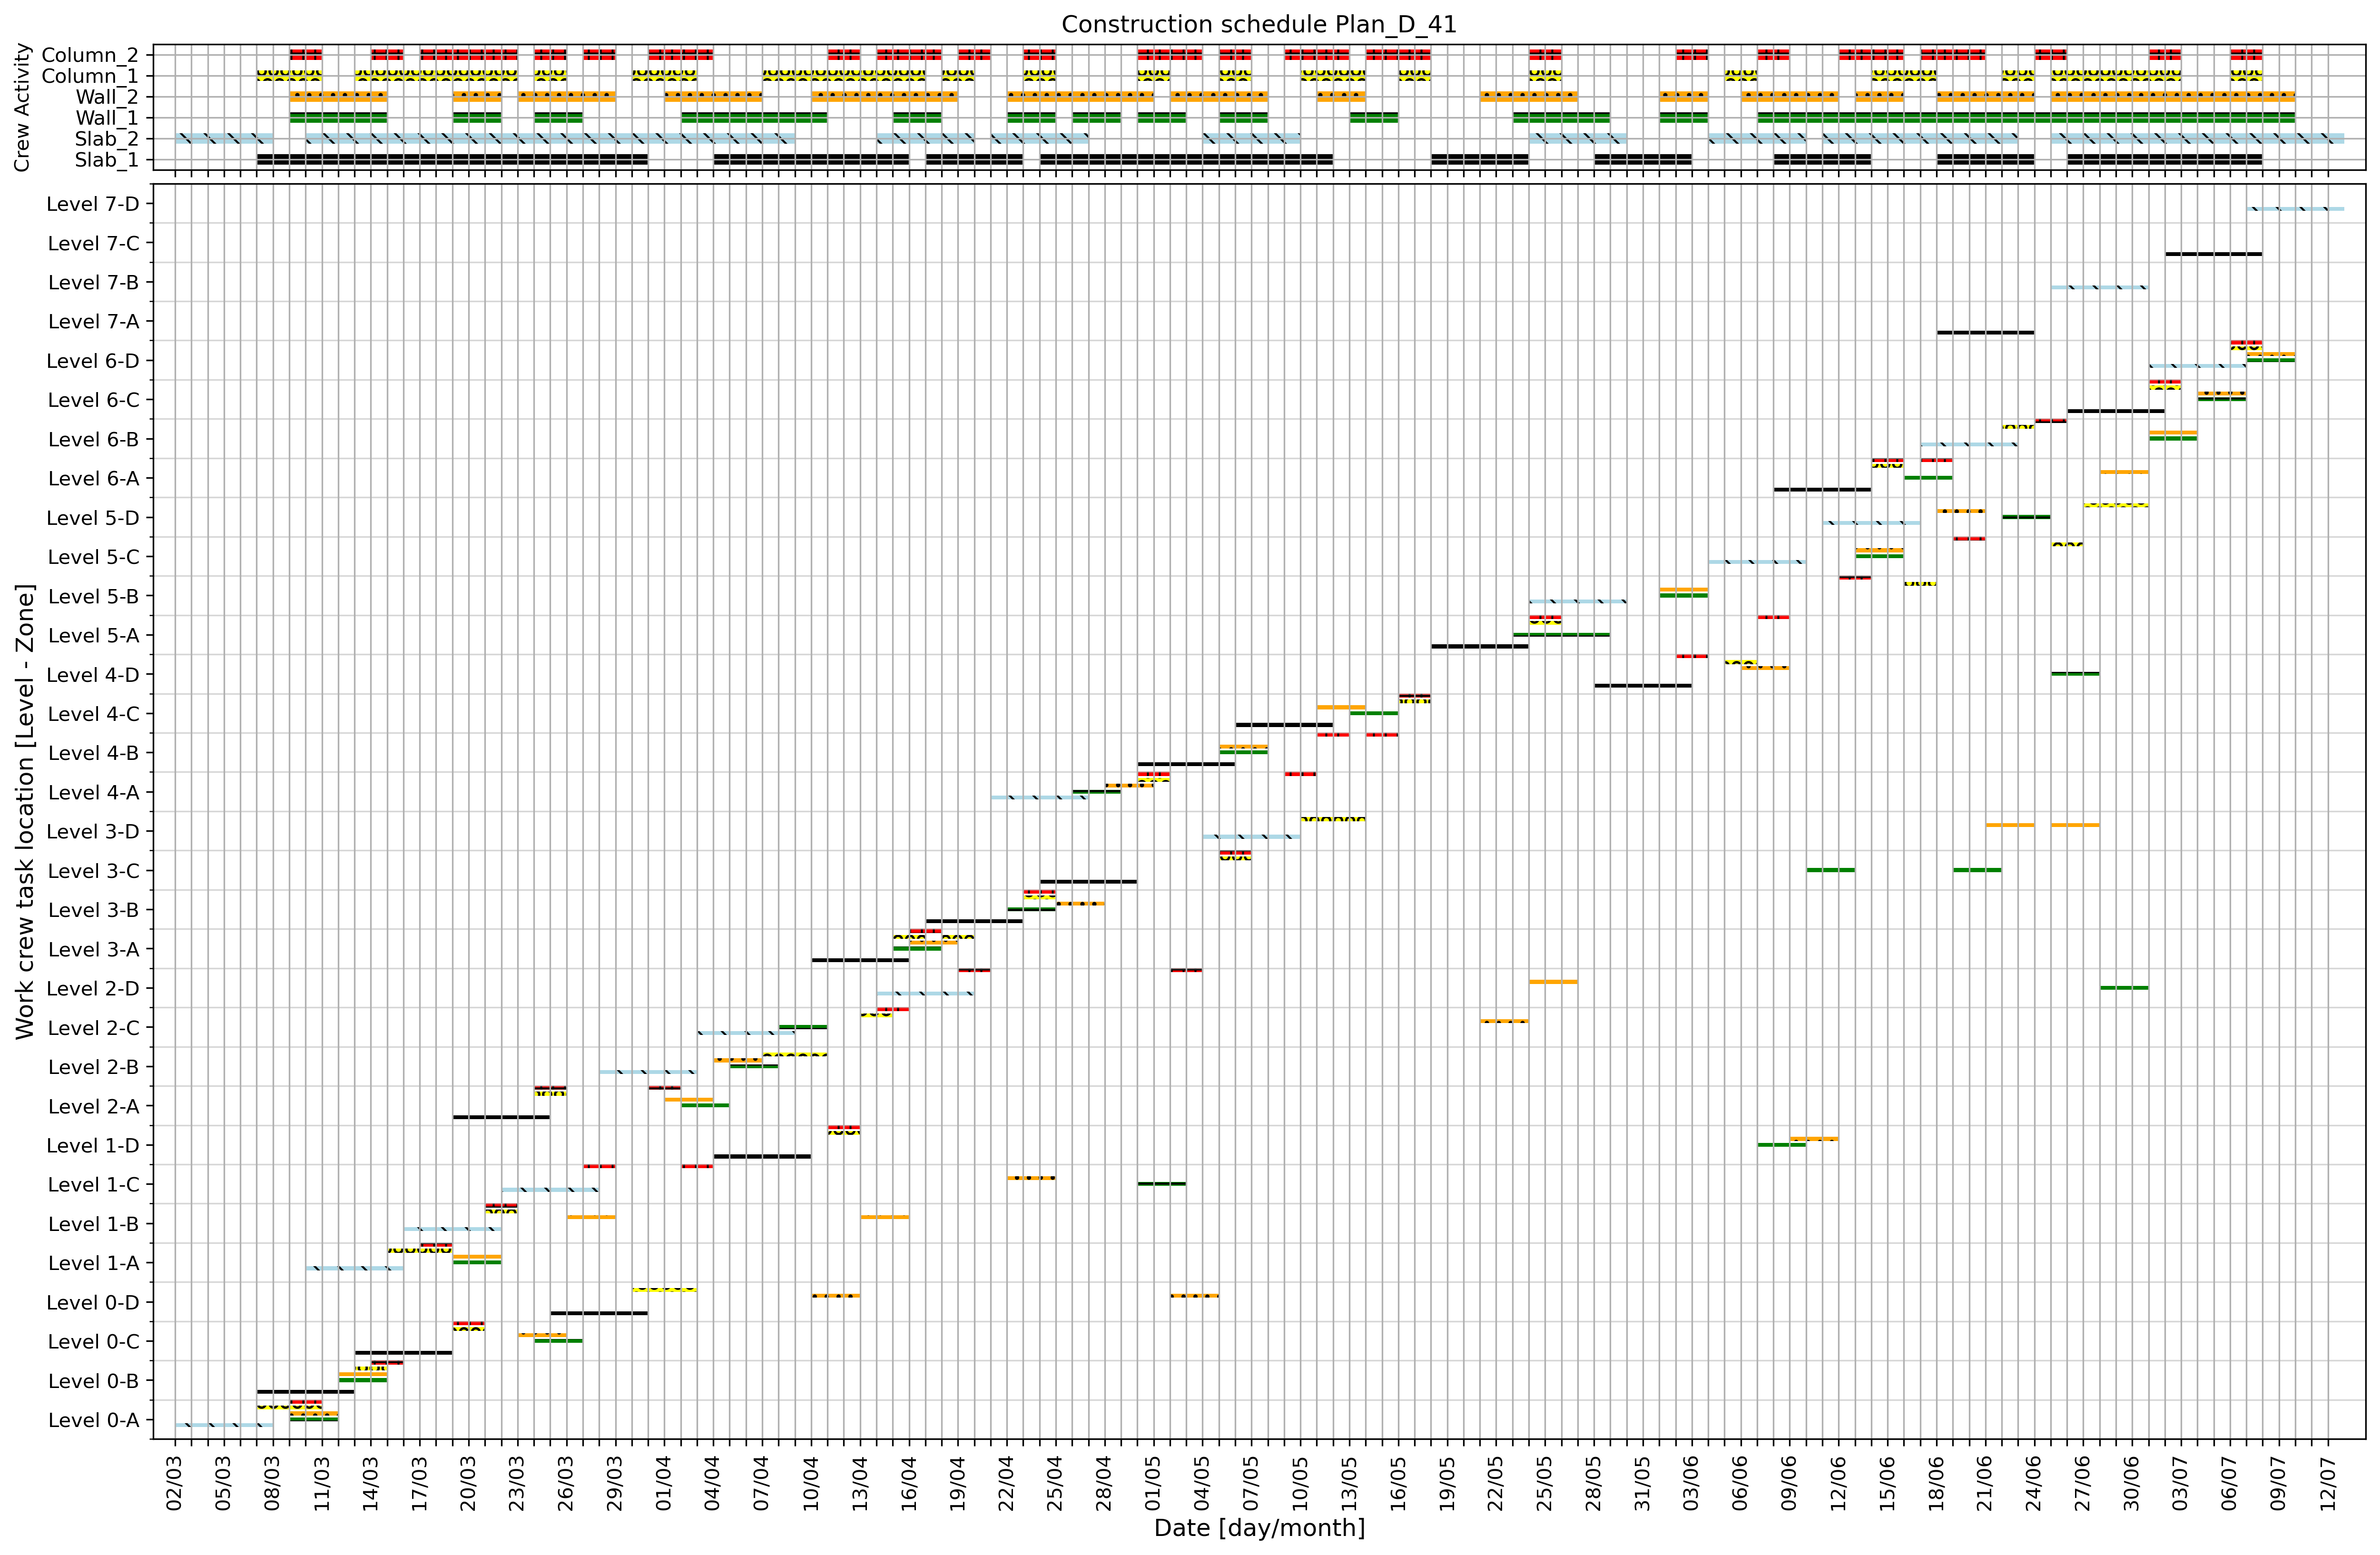 Construction schedule Plan_D_41
Crew Activity
Column_2
Column_1
Wall_2
Wall_1
Slab_2
Slab_1
Work crew task location [Level - Zone]
Level 7-D
Level 7-C
Level 7-B
Level 7-A
Level 6-D
Level 6-C
Level 6-B
Level 6-A
Level 5-D
Level 5-C
Level 5-B
Level 5-A
Level 4-D
Level 4-C
Level 4-B
Level 4-A
Level 3-D
Level 3-C
Level 3-B
Level 3-A
Level 2-D
Level 2-C
Level 2-B
Level 2-A
Level 1-D
Level 1-C
Level 1-B
Level 1-A
Level 0-D
Level 0-C
Level 0-B
Level 0-A
02/03 05/03 08/03 11/03 14/03 17/03 20/03 23/03 26/03 29/03 01/04 04/04 07/04 10/04 13/04 16/04 19/04 22/04 25/04 28/04 01/05 04/05 07/05 10/05 13/05 16/05 19/05 22/05 25/05 28/05 31/05 03/06 06/06 09/06 12/06 15/06 18/06 21/06 24/06 27/06 30/06 03/07 06/07 09/07 12/07
Date [day/month]